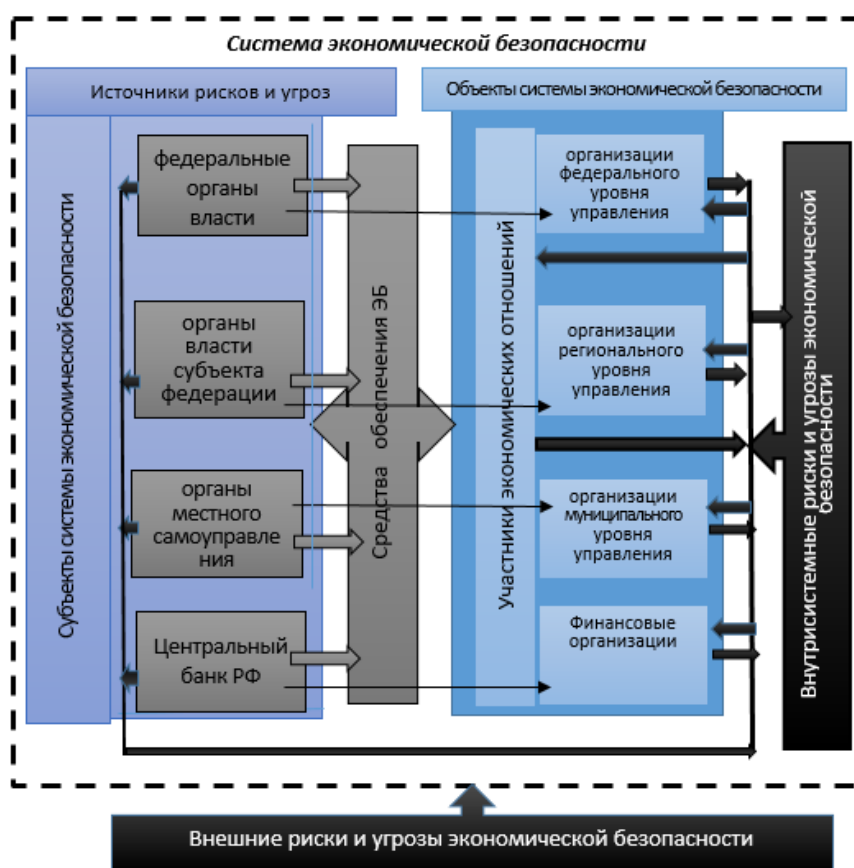 Система экономической безопасности
Источники рисков и угроз
Объекты системы экономической безопасности
Субъекты системы экономической безопасности
федеральные
органы
власти
органы
власти
субъекта
федерации
органы
местного
самоуправле
ния
Центральный
банк РФ
Средства обеспечения ЭБ
Участники экономических отношений
организации
федерального
уровня
управления
организации
регионального
уровня
управления
организации
муниципального
уровня
управления
Финансовые
организации
Внутрисистемные риски и угрозы экономической
безопасности
Внешние риски и угрозы экономической безопасности